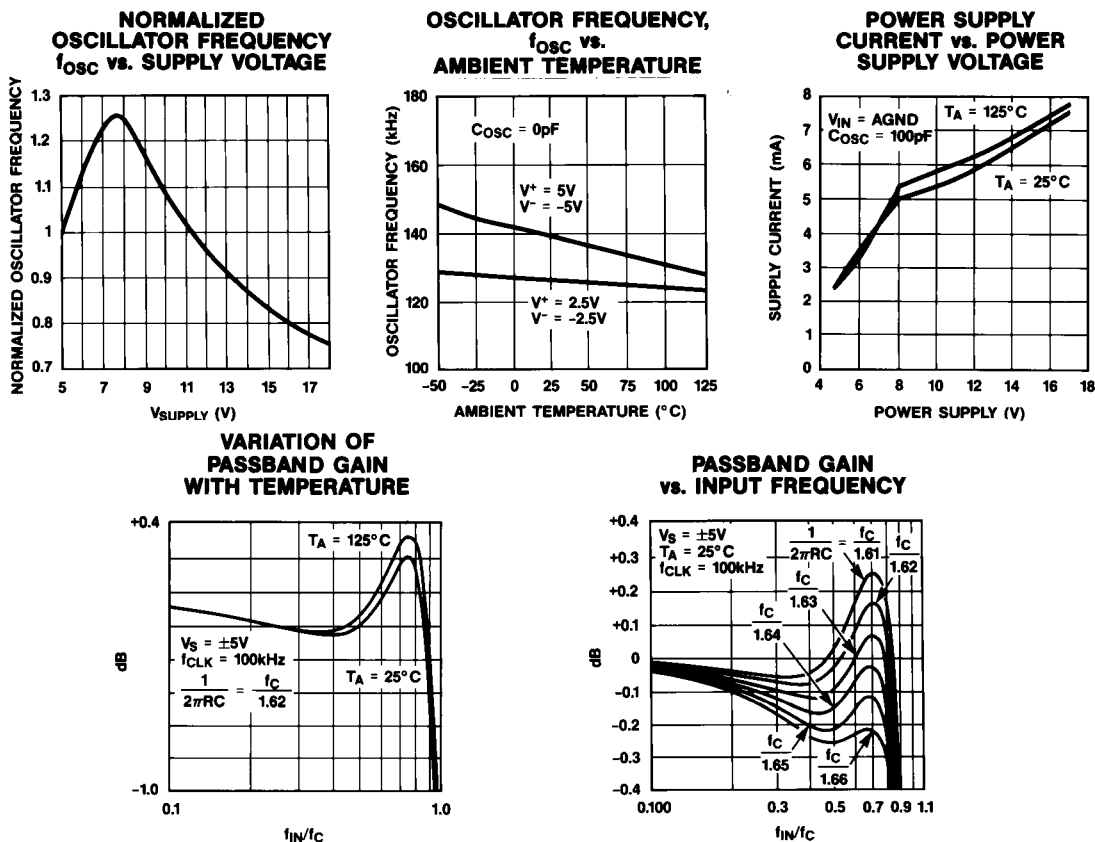 NORMALIZED
OSCILLATOR FREQUENCY
fOSC vs. SUPPLY VOLTAGE
NORMALIZED OSCILLATOR FREQUENCY
1.3
1.2
1.1
1
0.9
0.8
0.7
5 7 9 11 13 15 17
VSUPPLY (V)
OSCILLATOR FREQUENCY,
fOSC vs.
AMBIENT TEMPERATURE
OSCILLATOR FREQUENCY (kHz)
180
160
140
120
100
COSC = 0pF
V+ = 5V
V− = −5V
V+ = 2.5V
V− = −2.5V
−50 −25 0 25 50 75 100 125
AMBIENT TEMPERATURE (°C)
POWER SUPPLY
CURRENT vs. POWER
SUPPLY VOLTAGE
SUPPLY CURRENT (mA)
8
7
6
5
4
3
2
1
0
VIN = AGND
COSC = 100pF
TA = 125°C
TA = 25°C
4 6 8 10 12 14 16 18
POWER SUPPLY (V)
VARIATION OF
PASSBAND GAIN
WITH TEMPERATURE
+0.4
dB
−1.0
TA = 125°C
VS = ±5V
fCLK = 100kHz
1/2πRC = fC/1.62
TA = 25°C
0.1 1.0
fIN/fC
PASSBAND GAIN
vs. INPUT FREQUENCY
+0.4
+0.3
+0.2
+0.1
0
−0.1
−0.2
−0.3
−0.4
dB
VS = ±5V
TA = 25°C
fCLK = 100kHz
1/2πRC = fC/1.61
fC/1.62
fC/1.63
fC/1.64
fC/1.65
fC/1.66
0.100 0.3 0.5 0.7 0.9 1.1
fIN/fC